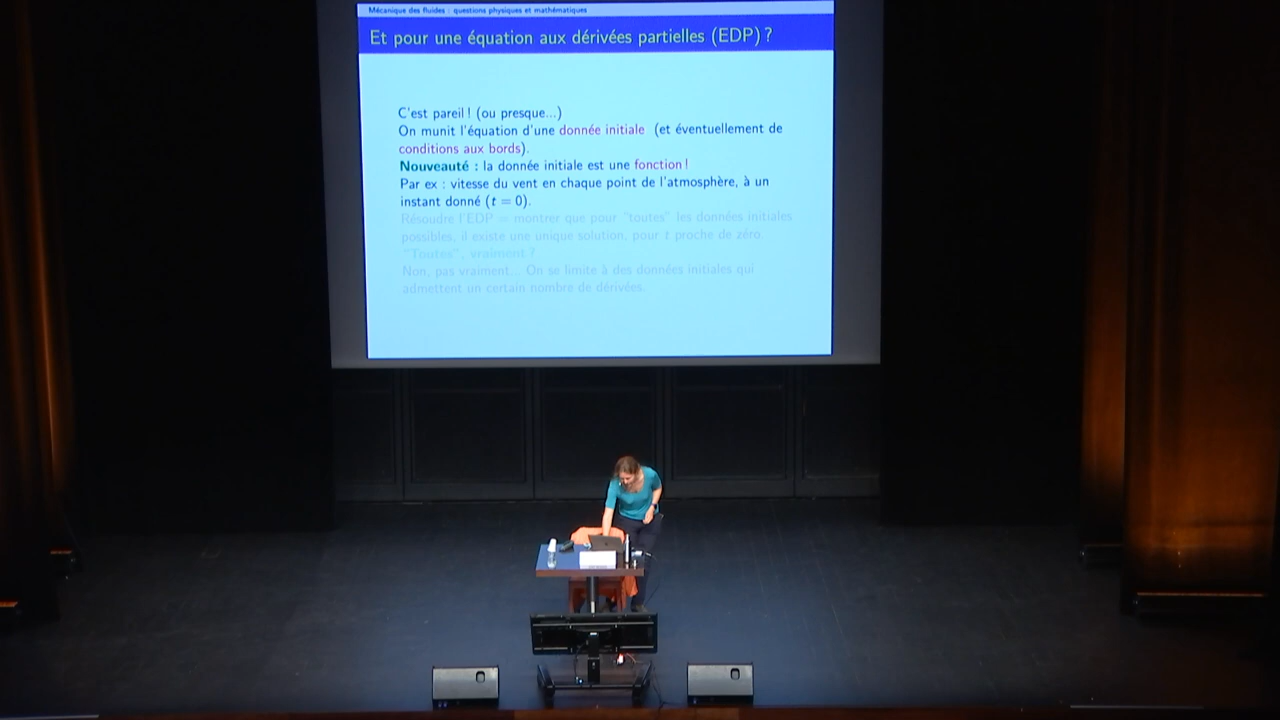 Mécanique des fluides : questions physiques et mathématiques
Et pour une équation aux dérivées partielles (EDP) ?
C'est pareil ! (ou presque...)
On munit l'équation d'une donnée initiale (et éventuellement de
conditions aux bords).
Nouveauté : la donnée initiale est une fonction !
Par ex : vitesse du vent en chaque point de l'atmosphère, à un
instant donné (t = 0).
Résoudre l'EDP = montrer que pour "toutes" les données initiales
possibles, il existe une unique solution, pour t proche de zéro.
"Toutes", vraiment ?
Non, pas vraiment... On se limite à des données initiales qui
admettent un certain nombre de dérivées.